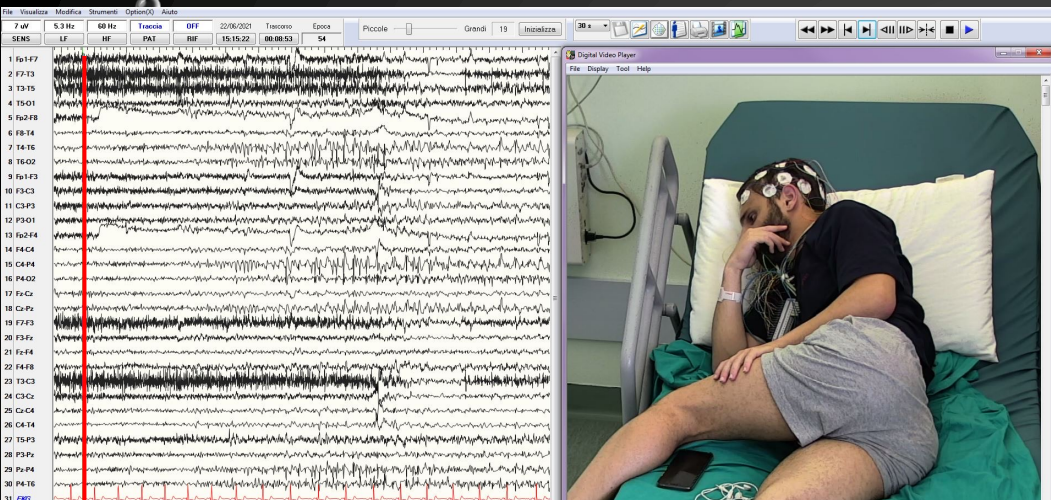 File Visualizza Modifica Strumenti Option(X) Aiuto
7 uV 5.3 Hz 60 Hz Traccia OFF 22/06/2021 Trascorso Epoca
SENS LF HF PAT RIF 15:15:22 00:08:53 54
Piccole Grandi 19 Inizializza 30 s
Digital Video Player
File Display Tool Help
1 Fp1-F7
2 F7-T3
3 T3-T5
4 T5-O1
5 Fp2-F8
6 F8-T4
7 T4-T6
8 T6-O2
9 Fp1-F3
10 F3-C3
11 C3-P3
12 P3-O1
13 Fp2-F4
14 F4-C4
15 C4-P4
16 P4-O2
17 Fz-Cz
18 Cz-Pz
19 F7-F3
20 F3-Fz
21 Fz-F4
22 F4-F8
23 T3-C3
24 C3-Cz
25 Cz-C4
26 C4-T4
27 T5-P3
28 P3-Pz
29 Pz-P4
30 P4-T6
31 EKG